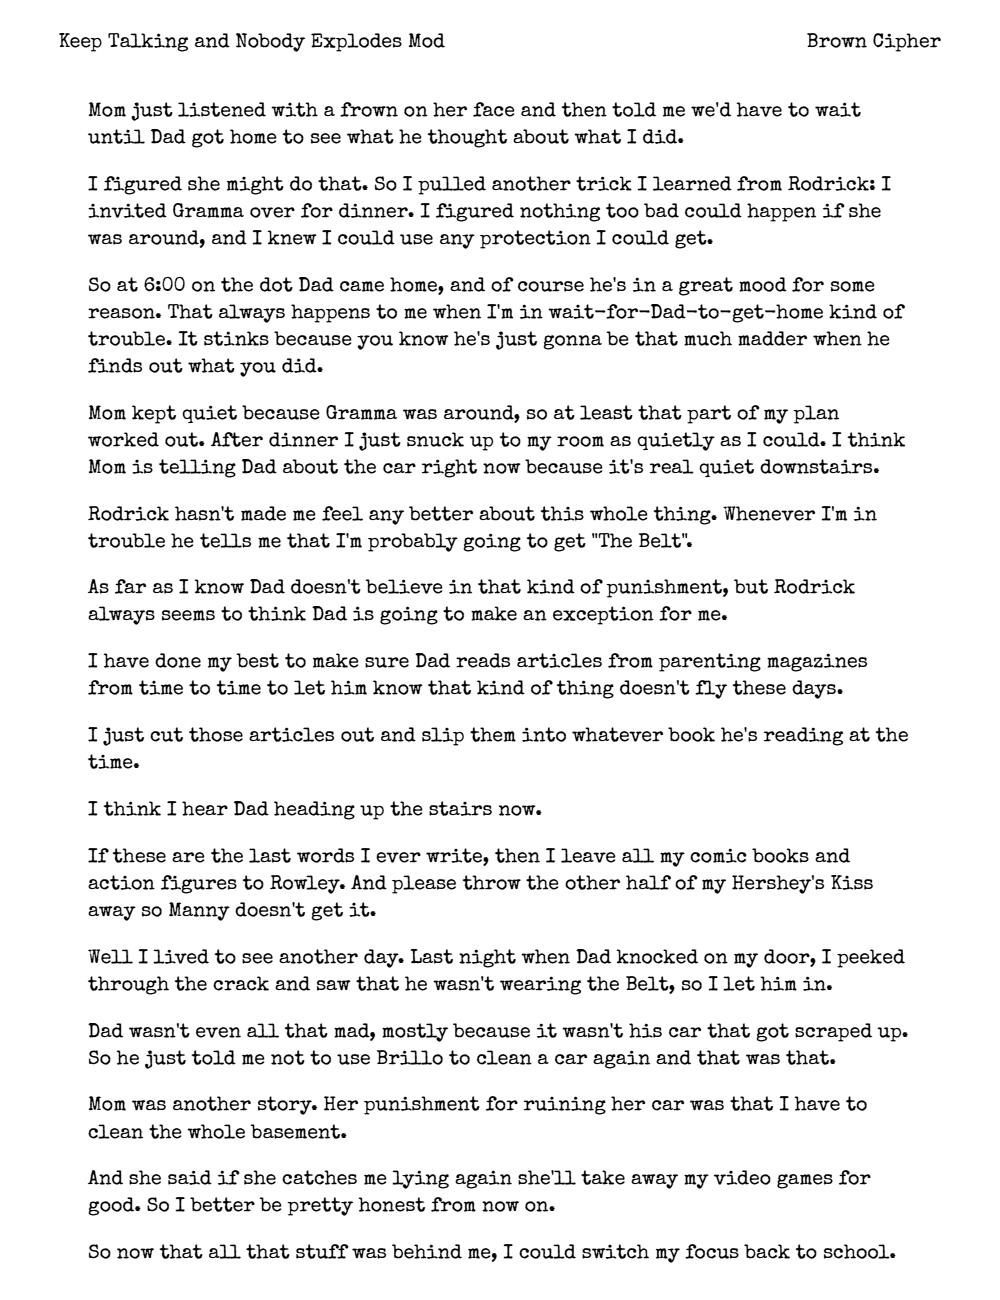 Keep Talking and Nobody Explodes Mod Brown Cipher
Mom just listened with a frown on her face and then told me we'd have to wait
until Dad got home to see what he thought about what I did.
I figured she might do that. So I pulled another trick I learned from Rodrick: I
invited Gramma over for dinner. I figured nothing too bad could happen if she
was around, and I knew I could use any protection I could get.
So at 6:00 on the dot Dad came home, and of course he's in a great mood for some
reason. That always happens to me when I'm in wait-for-Dad-to-get-home kind of
trouble. It stinks because you know he's just gonna be that much madder when he
finds out what you did.
Mom kept quiet because Gramma was around, so at least that part of my plan
worked out. After dinner I just snuck up to my room as quietly as I could. I think
Mom is telling Dad about the car right now because it's real quiet downstairs.
Rodrick hasn't made me feel any better about this whole thing. Whenever I'm in
trouble he tells me that I'm probably going to get "The Belt".
As far as I know Dad doesn't believe in that kind of punishment, but Rodrick
always seems to think Dad is going to make an exception for me.
I have done my best to make sure Dad reads articles from parenting magazines
from time to time to let him know that kind of thing doesn't fly these days.
I just cut those articles out and slip them into whatever book he's reading at the
time.
I think I hear Dad heading up the stairs now.
If these are the last words I ever write, then I leave all my comic books and
action figures to Rowley. And please throw the other half of my Hershey's Kiss
away so Manny doesn't get it.
Well I lived to see another day. Last night when Dad knocked on my door, I peeked
through the crack and saw that he wasn't wearing the Belt, so I let him in.
Dad wasn't even all that mad, mostly because it wasn't his car that got scraped up.
So he just told me not to use Brillo to clean a car again and that was that.
Mom was another story. Her punishment for ruining her car was that I have to
clean the whole basement.
And she said if she catches me lying again she'll take away my video games for
good. So I better be pretty honest from now on.
So now that all that stuff was behind me, I could switch my focus back to school.